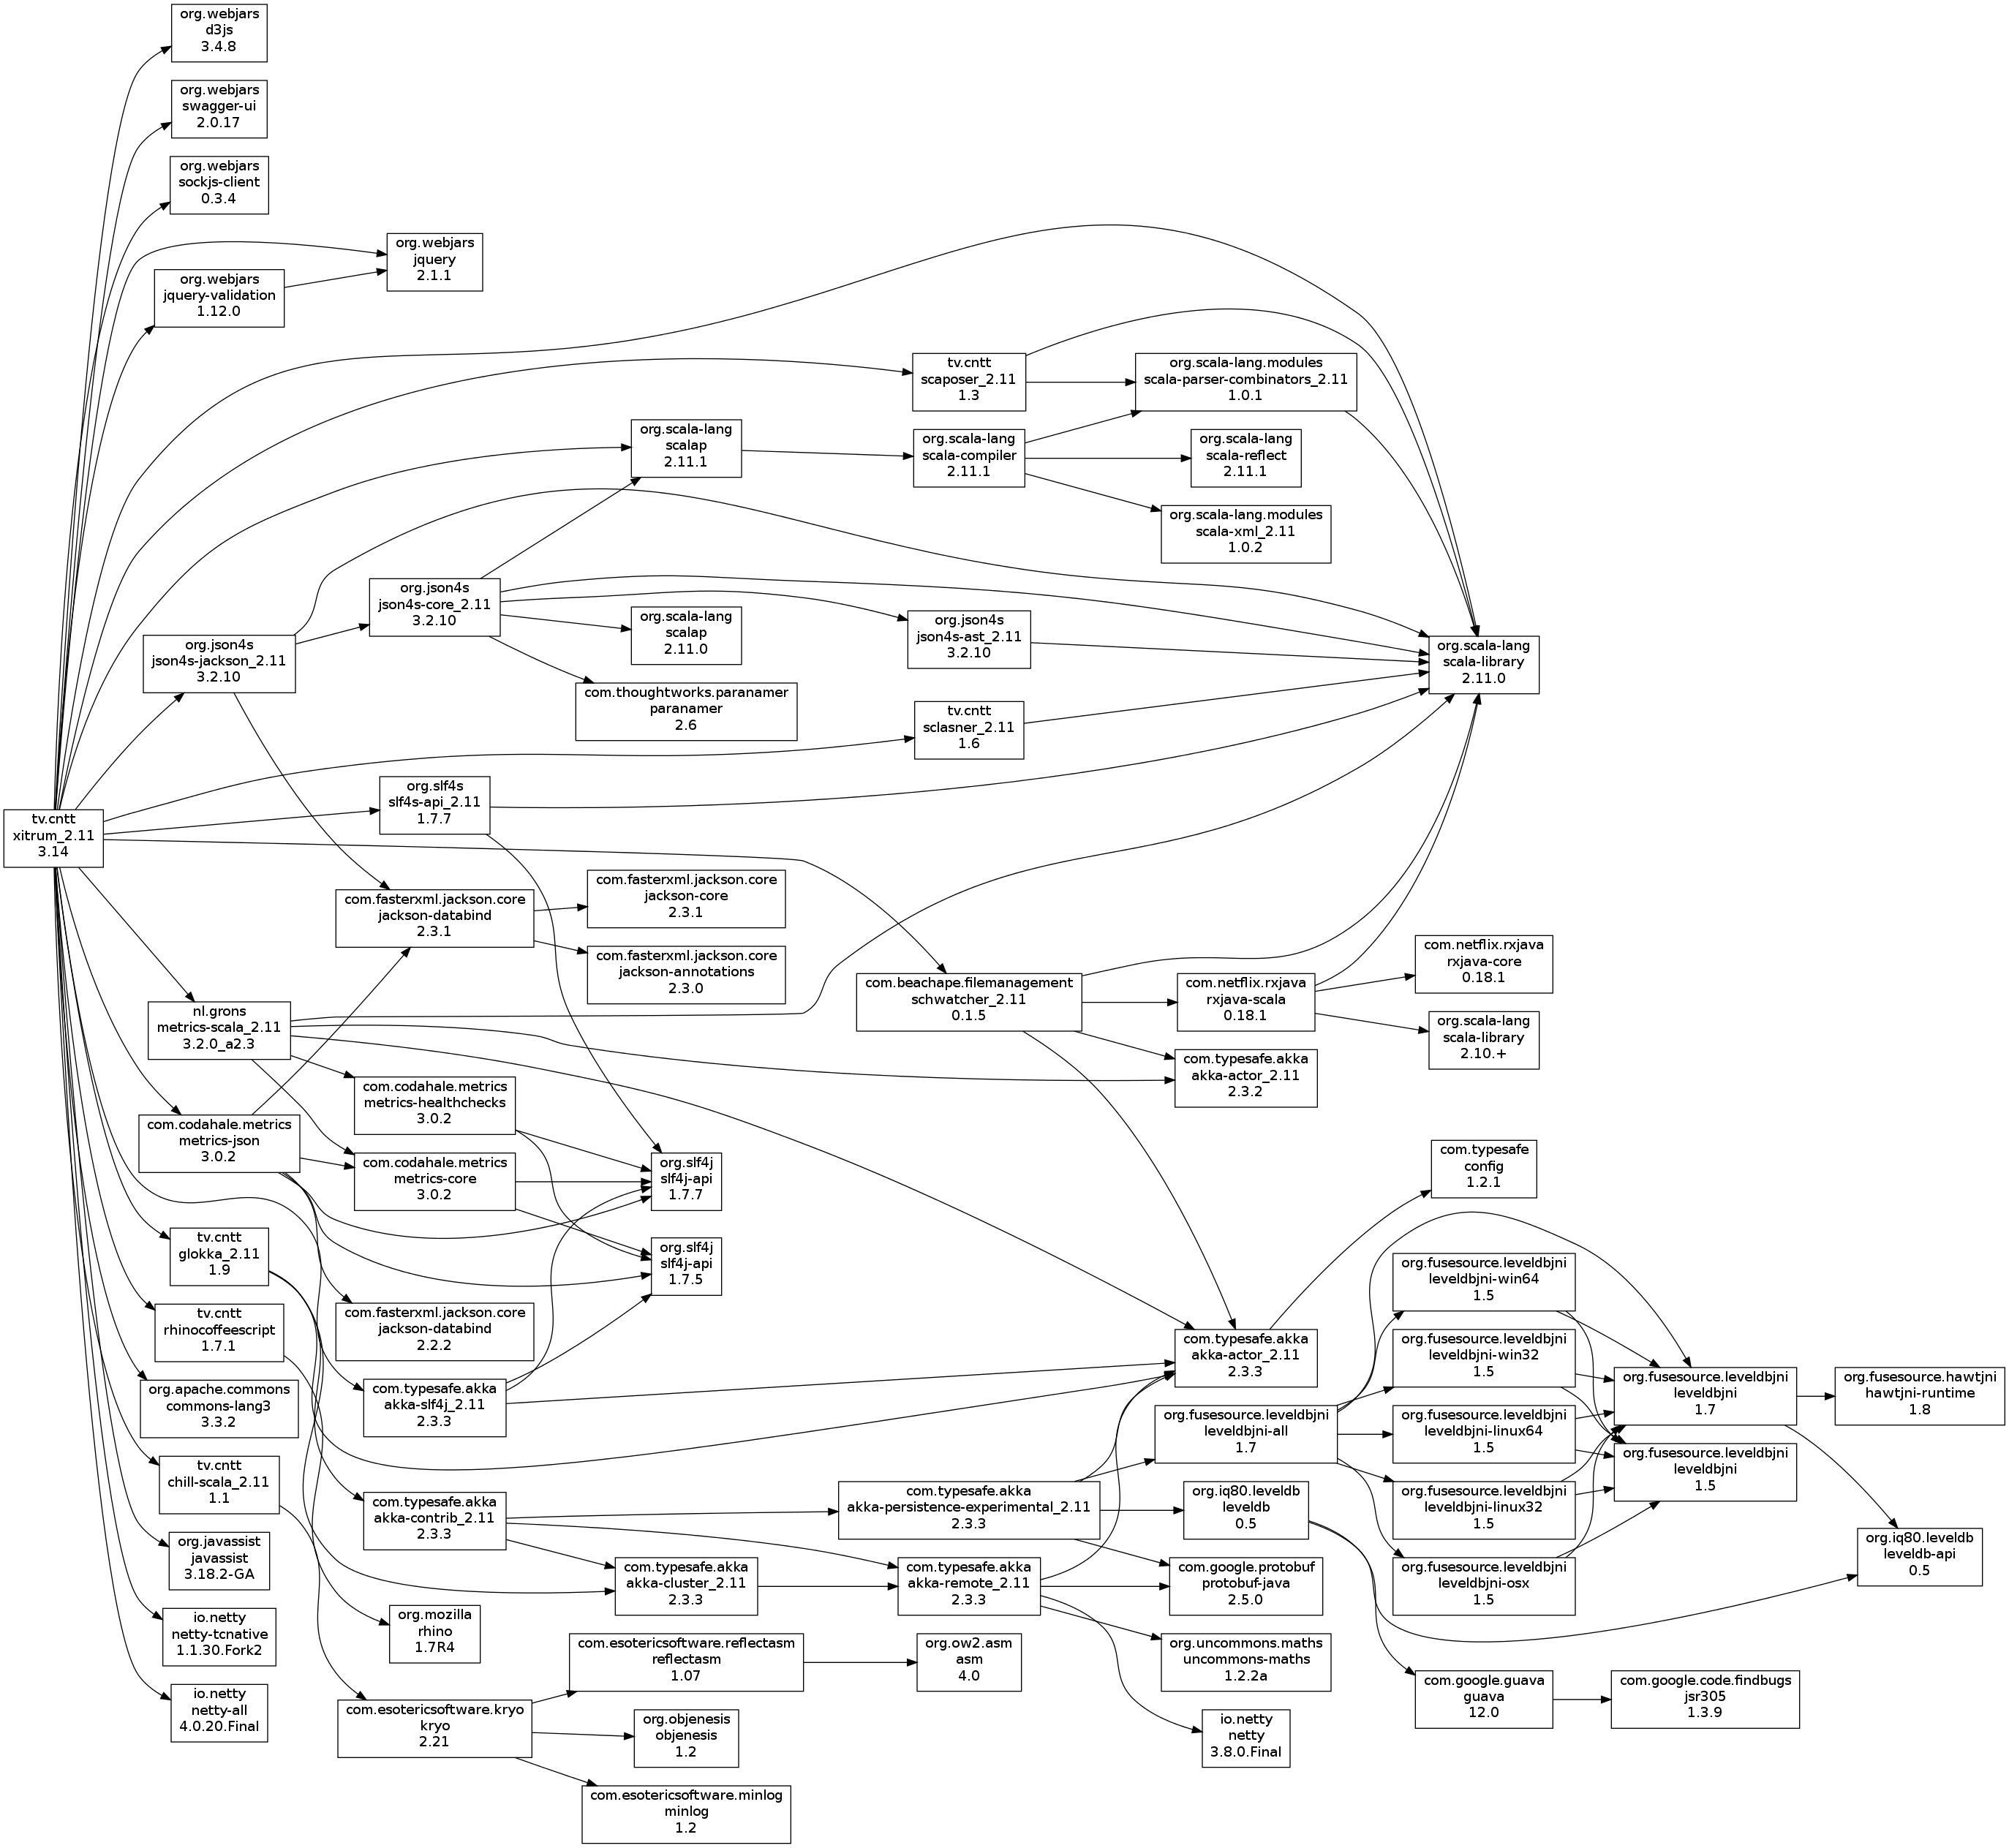 org.webjars
d3js
3.4.8
org.webjars
swagger-ui
2.0.17
org.webjars
sockjs-client
0.3.4
org.webjars
jquery
2.1.1
org.webjars
jquery-validation
1.12.0
tv.cntt
scaposer_2.11
1.3
org.scala-lang.modules
scala-parser-combinators_2.11
1.0.1
org.scala-lang
scalap
2.11.1
org.scala-lang
scala-compiler
2.11.1
org.scala-lang
scala-reflect
2.11.1
org.scala-lang.modules
scala-xml_2.11
1.0.2
org.json4s
json4s-core_2.11
3.2.10
org.scala-lang
scalap
2.11.0
org.json4s
json4s-ast_2.11
3.2.10
org.json4s
json4s-jackson_2.11
3.2.10
org.scala-lang
scala-library
2.11.0
com.thoughtworks.paranamer
paranamer
2.6
tv.cntt
sclasner_2.11
1.6
org.slf4s
slf4s-api_2.11
1.7.7
tv.cntt
xitrum_2.11
3.14
com.fasterxml.jackson.core
jackson-core
2.3.1
com.fasterxml.jackson.core
jackson-databind
2.3.1
com.fasterxml.jackson.core
jackson-annotations
2.3.0
com.netflix.rxjava
rxjava-core
0.18.1
nl.grons
metrics-scala_2.11
3.2.0_a2.3
com.beachape.filemanagement
schwatcher_2.11
0.1.5
com.netflix.rxjava
rxjava-scala
0.18.1
org.scala-lang
scala-library
2.10.+
com.typesafe.akka
akka-actor_2.11
2.3.2
com.codahale.metrics
metrics-healthchecks
3.0.2
com.codahale.metrics
metrics-json
3.0.2
com.codahale.metrics
metrics-core
3.0.2
org.slf4j
slf4j-api
1.7.7
com.typesafe
config
1.2.1
tv.cntt
glokka_2.11
1.9
org.slf4j
slf4j-api
1.7.5
org.fusesource.leveldbjni
leveldbjni-win64
1.5
tv.cntt
rhinocoffeescript
1.7.1
com.fasterxml.jackson.core
jackson-databind
2.2.2
com.typesafe.akka
akka-actor_2.11
2.3.3
org.fusesource.leveldbjni
leveldbjni-win32
1.5
org.apache.commons
commons-lang3
3.3.2
com.typesafe.akka
akka-slf4j_2.11
2.3.3
org.fusesource.leveldbjni
leveldbjni-all
1.7
org.fusesource.leveldbjni
leveldbjni-linux64
1.5
org.fusesource.leveldbjni
leveldbjni
1.7
org.fusesource.hawtjni
hawtjni-runtime
1.8
org.fusesource.leveldbjni
leveldbjni
1.5
tv.cntt
chill-scala_2.11
1.1
com.typesafe.akka
akka-contrib_2.11
2.3.3
com.typesafe.akka
akka-persistence-experimental_2.11
2.3.3
org.iq80.leveldb
leveldb
0.5
org.fusesource.leveldbjni
leveldbjni-linux32
1.5
org.javassist
javassist
3.18.2-GA
com.typesafe.akka
akka-cluster_2.11
2.3.3
com.typesafe.akka
akka-remote_2.11
2.3.3
com.google.protobuf
protobuf-java
2.5.0
org.fusesource.leveldbjni
leveldbjni-osx
1.5
org.iq80.leveldb
leveldb-api
0.5
io.netty
netty-tcnative
1.1.30.Fork2
org.mozilla
rhino
1.7R4
com.esotericsoftware.reflectasm
reflectasm
1.07
org.ow2.asm
asm
4.0
org.uncommons.maths
uncommons-maths
1.2.2a
io.netty
netty-all
4.0.20.Final
com.esotericsoftware.kryo
kryo
2.21
org.objenesis
objenesis
1.2
io.netty
netty
3.8.0.Final
com.google.guava
guava
12.0
com.google.code.findbugs
jsr305
1.3.9
com.esotericsoftware.minlog
minlog
1.2